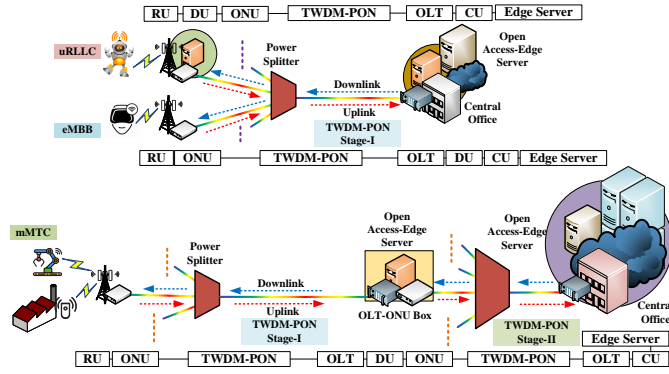 RU DU ONU TWDM-PON OLT CU Edge Server
uRLLC
Power
Splitter
Open
Access-Edge
Server
Downlink
Uplink
TWDM-PON
Stage-I
Central
Office
eMBB
RU ONU TWDM-PON OLT DU CU Edge Server
mMTC
Power
Splitter
Downlink
Uplink
TWDM-PON
Stage-I
Open
Access-Edge
Server
OLT-ONU Box
Open
Access-Edge
Server
TWDM-PON
Stage-II
Central
Office
Edge Server
RU ONU TWDM-PON OLT DU ONU TWDM-PON OLT CU